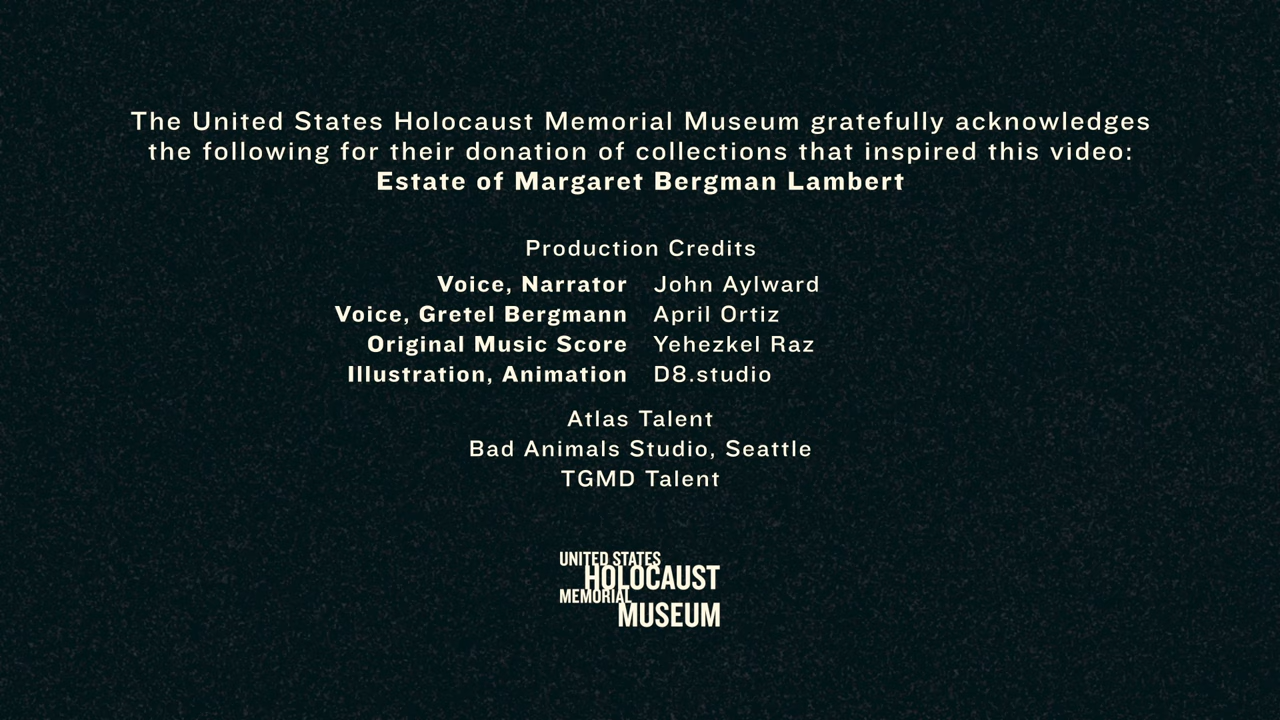 The United States Holocaust Memorial Museum gratefully acknowledges
the following for their donation of collections that inspired this video:
Estate of Margaret Bergman Lambert
Production Credits
Voice, Narrator John Aylward
Voice, Gretel Bergmann April Ortiz
Original Music Score Yehezkel Raz
Illustration, Animation D8.studio
Atlas Talent
Bad Animals Studio, Seattle
TGMD Talent
UNITED STATES
HOLOCAUST
MEMORIAL
MUSEUM